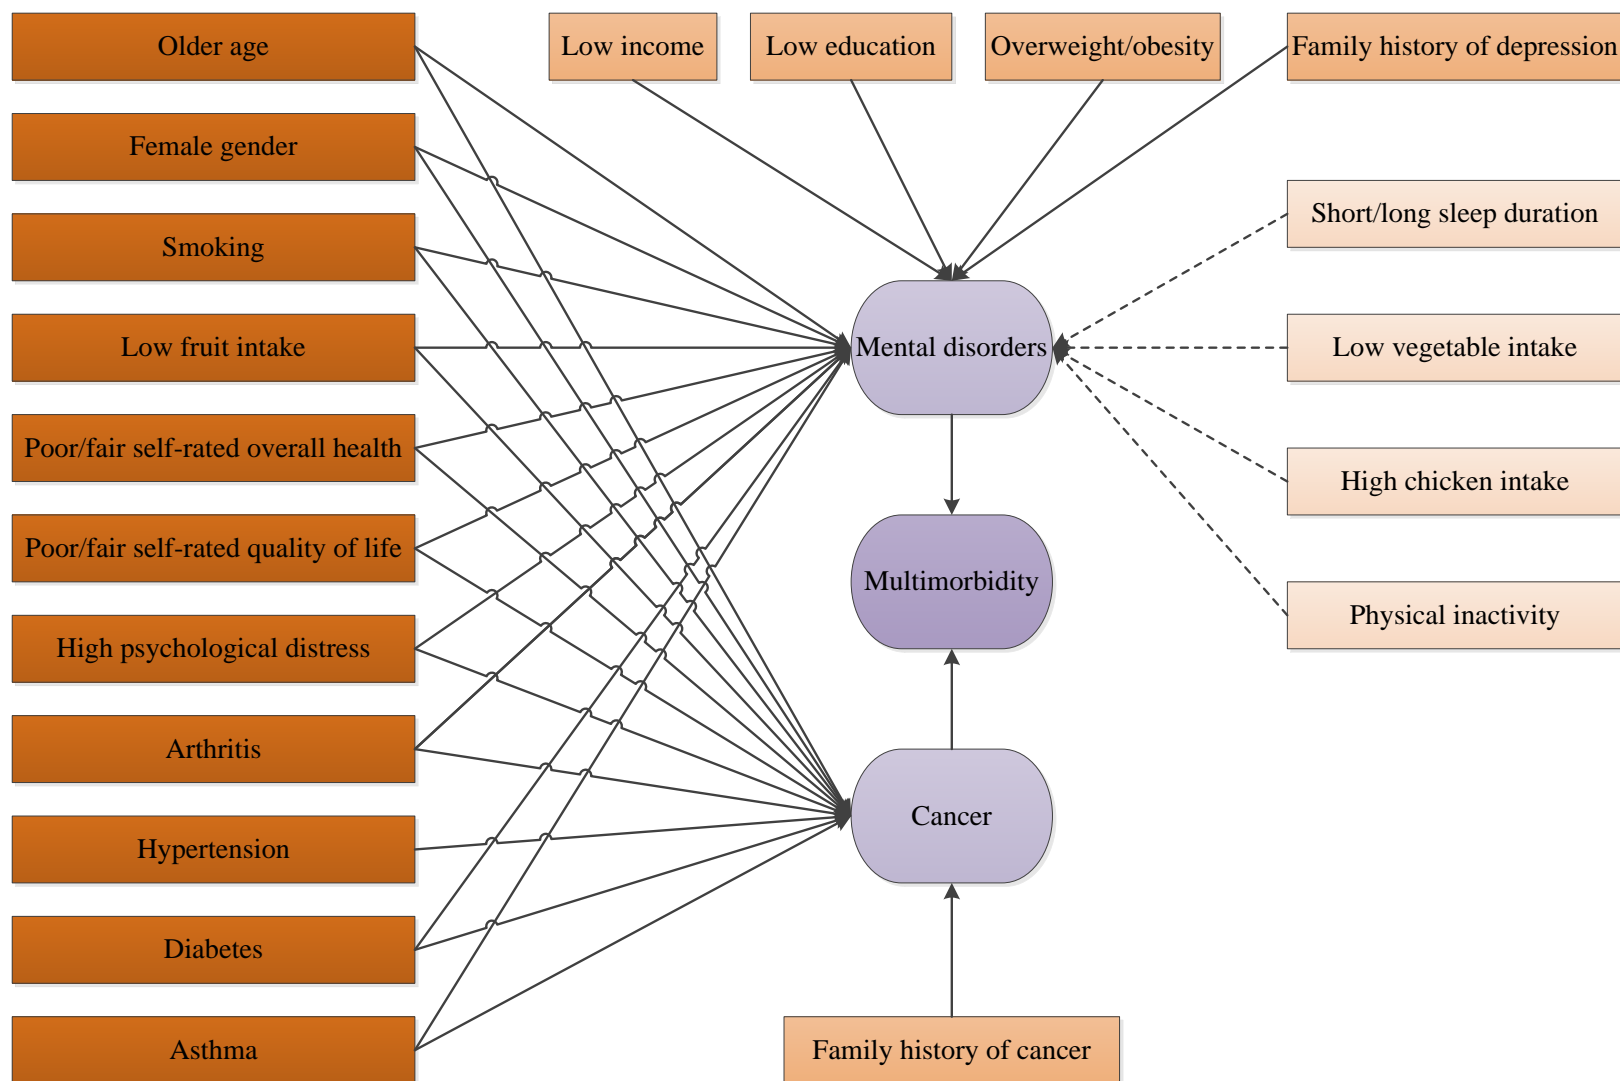 Older age
Low income
Low education
Overweight/obesity
Family history of depression
Female gender
Short/long sleep duration
Smoking
Low fruit intake
Mental disorders
Low vegetable intake
Poor/fair self-rated overall health
High chicken intake
Poor/fair self-rated quality of life
Multimorbidity
Physical inactivity
High psychological distress
Arthritis
Cancer
Hypertension
Diabetes
Asthma
Family history of cancer